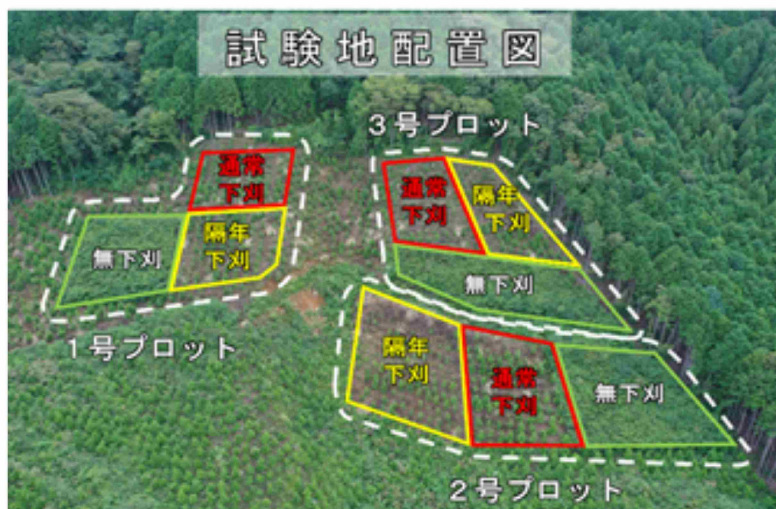 試験地配置図
3号プロット
通常
下刈
隔年
下刈
無下刈
通常
下刈
隔年
下刈
無下刈
1号プロット
隔年
下刈
通常
下刈
無下刈
2号プロット